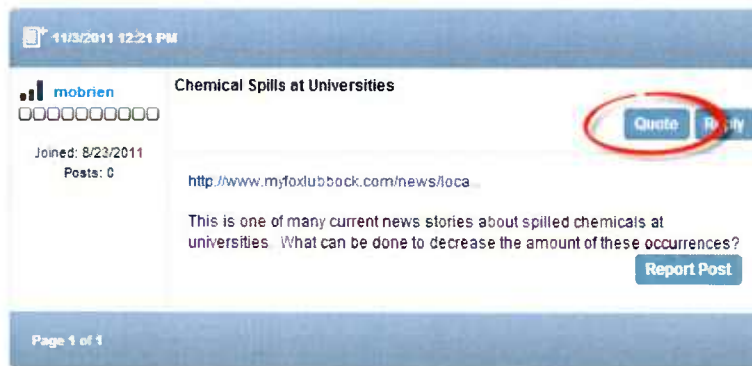 11/3/2011 12:21 PM
mobrien
Joined: 8/23/2011
Posts: 0
Chemical Spills at Universities
Quote Reply
http://www.myfoxlubbock.com/news/loca...
This is one of many current news stories about spilled chemicals at
universities. What can be done to decrease the amount of these occurrences?
Report Post
Page 1 of 1